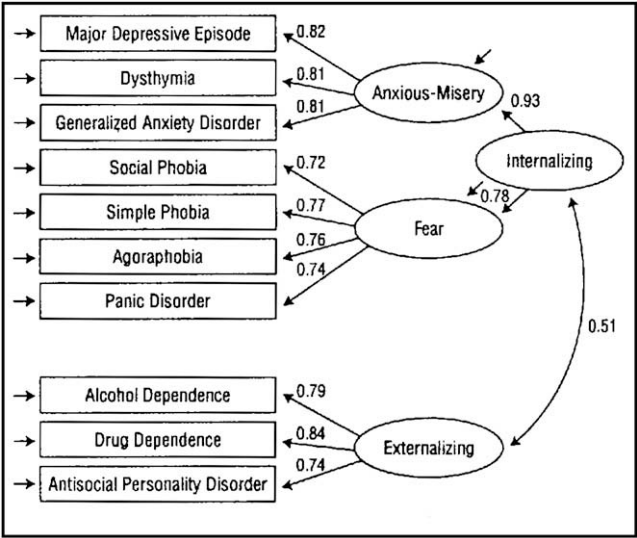 Major Depressive Episode
0.82
Dysthymia
0.81
Anxious-Misery
Generalized Anxiety Disorder
0.81
0.93
Social Phobia
0.72
Internalizing
Simple Phobia
0.77
0.78
Fear
Agoraphobia
0.76
Panic Disorder
0.74
0.51
Alcohol Dependence
0.79
Drug Dependence
0.84
Externalizing
Antisocial Personality Disorder
0.74